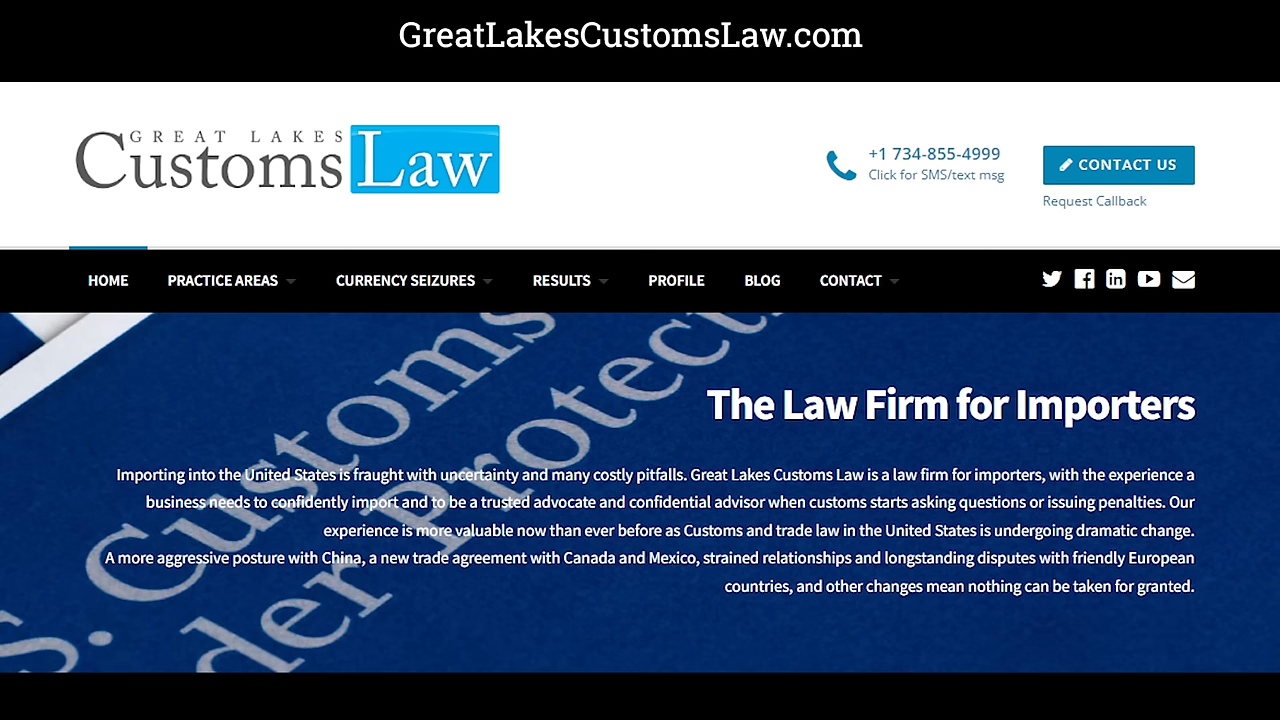 GreatLakesCustomsLaw.com
GREAT LAKES
Customs Law
+1 734-855-4999
Click for SMS/text msg
CONTACT US
Request Callback
HOME PRACTICE AREAS CURRENCY SEIZURES RESULTS PROFILE BLOG CONTACT
S. Customs
der Protecti
The Law Firm for Importers
Importing into the United States is fraught with uncertainty and many costly pitfalls. Great Lakes Customs Law is a law firm for importers, with the experience a
business needs to confidently import and to be a trusted advocate and confidential advisor when customs starts asking questions or issuing penalties. Our
experience is more valuable now than ever before as Customs and trade law in the United States is undergoing dramatic change.
A more aggressive posture with China, a new trade agreement with Canada and Mexico, strained relationships and longstanding disputes with friendly European
countries, and other changes mean nothing can be taken for granted.